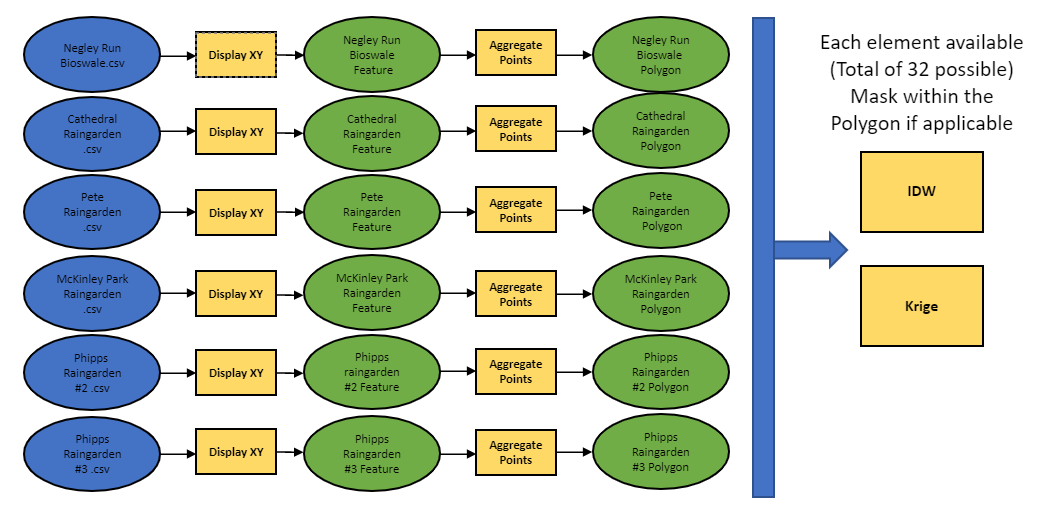 Negley Run
Bioswale.csv
Display XY
Negley Run
Bioswale
Feature
Aggregate
Points
Negley Run
Bioswale
Polygon
Cathedral
Raingarden
.csv
Display XY
Cathedral
Raingarden
Feature
Aggregate
Points
Cathedral
Raingarden
Polygon
Pete
Raingarden
.csv
Display XY
Pete
Raingarden
Feature
Aggregate
Points
Pete
Raingarden
Polygon
McKinley Park
Raingarden
.csv
Display XY
McKinley Park
Raingarden
Feature
Aggregate
Points
McKinley Park
Raingarden
Polygon
Phipps
Raingarden
#2 .csv
Display XY
Phipps
raingarden
#2 Feature
Aggregate
Points
Phipps
Raingarden
#2 Polygon
Phipps
Raingarden
#3 .csv
Display XY
Phipps
Raingarden
#3 Feature
Aggregate
Points
Phipps
Raingarden
#3 Polygon
Each element available
(Total of 32 possible)
Mask within the
Polygon if applicable
IDW
Krige